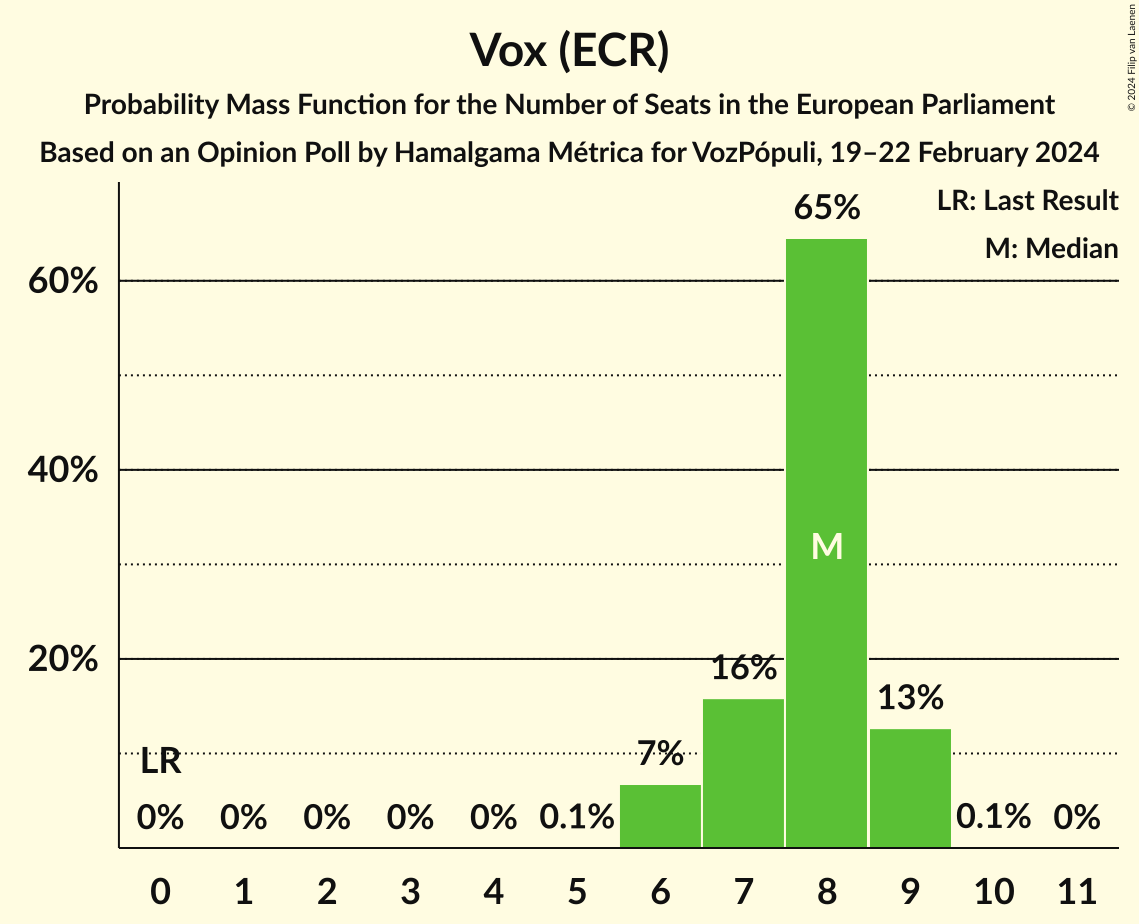 Vox (ECR)
Probability Mass Function for the Number of Seats in the European Parliament
Based on an Opinion Poll by Hamalgama Métrica for VozPópuli, 19–22 February 2024
© 2024 Filip van Laenen
LR: Last Result
M: Median
65%
60%
M
40%
20%
16%
13%
LR
7%
0% 0% 0% 0% 0% 0.1% 0.1% 0%
0 1 2 3 4 5 6 7 8 9 10 11